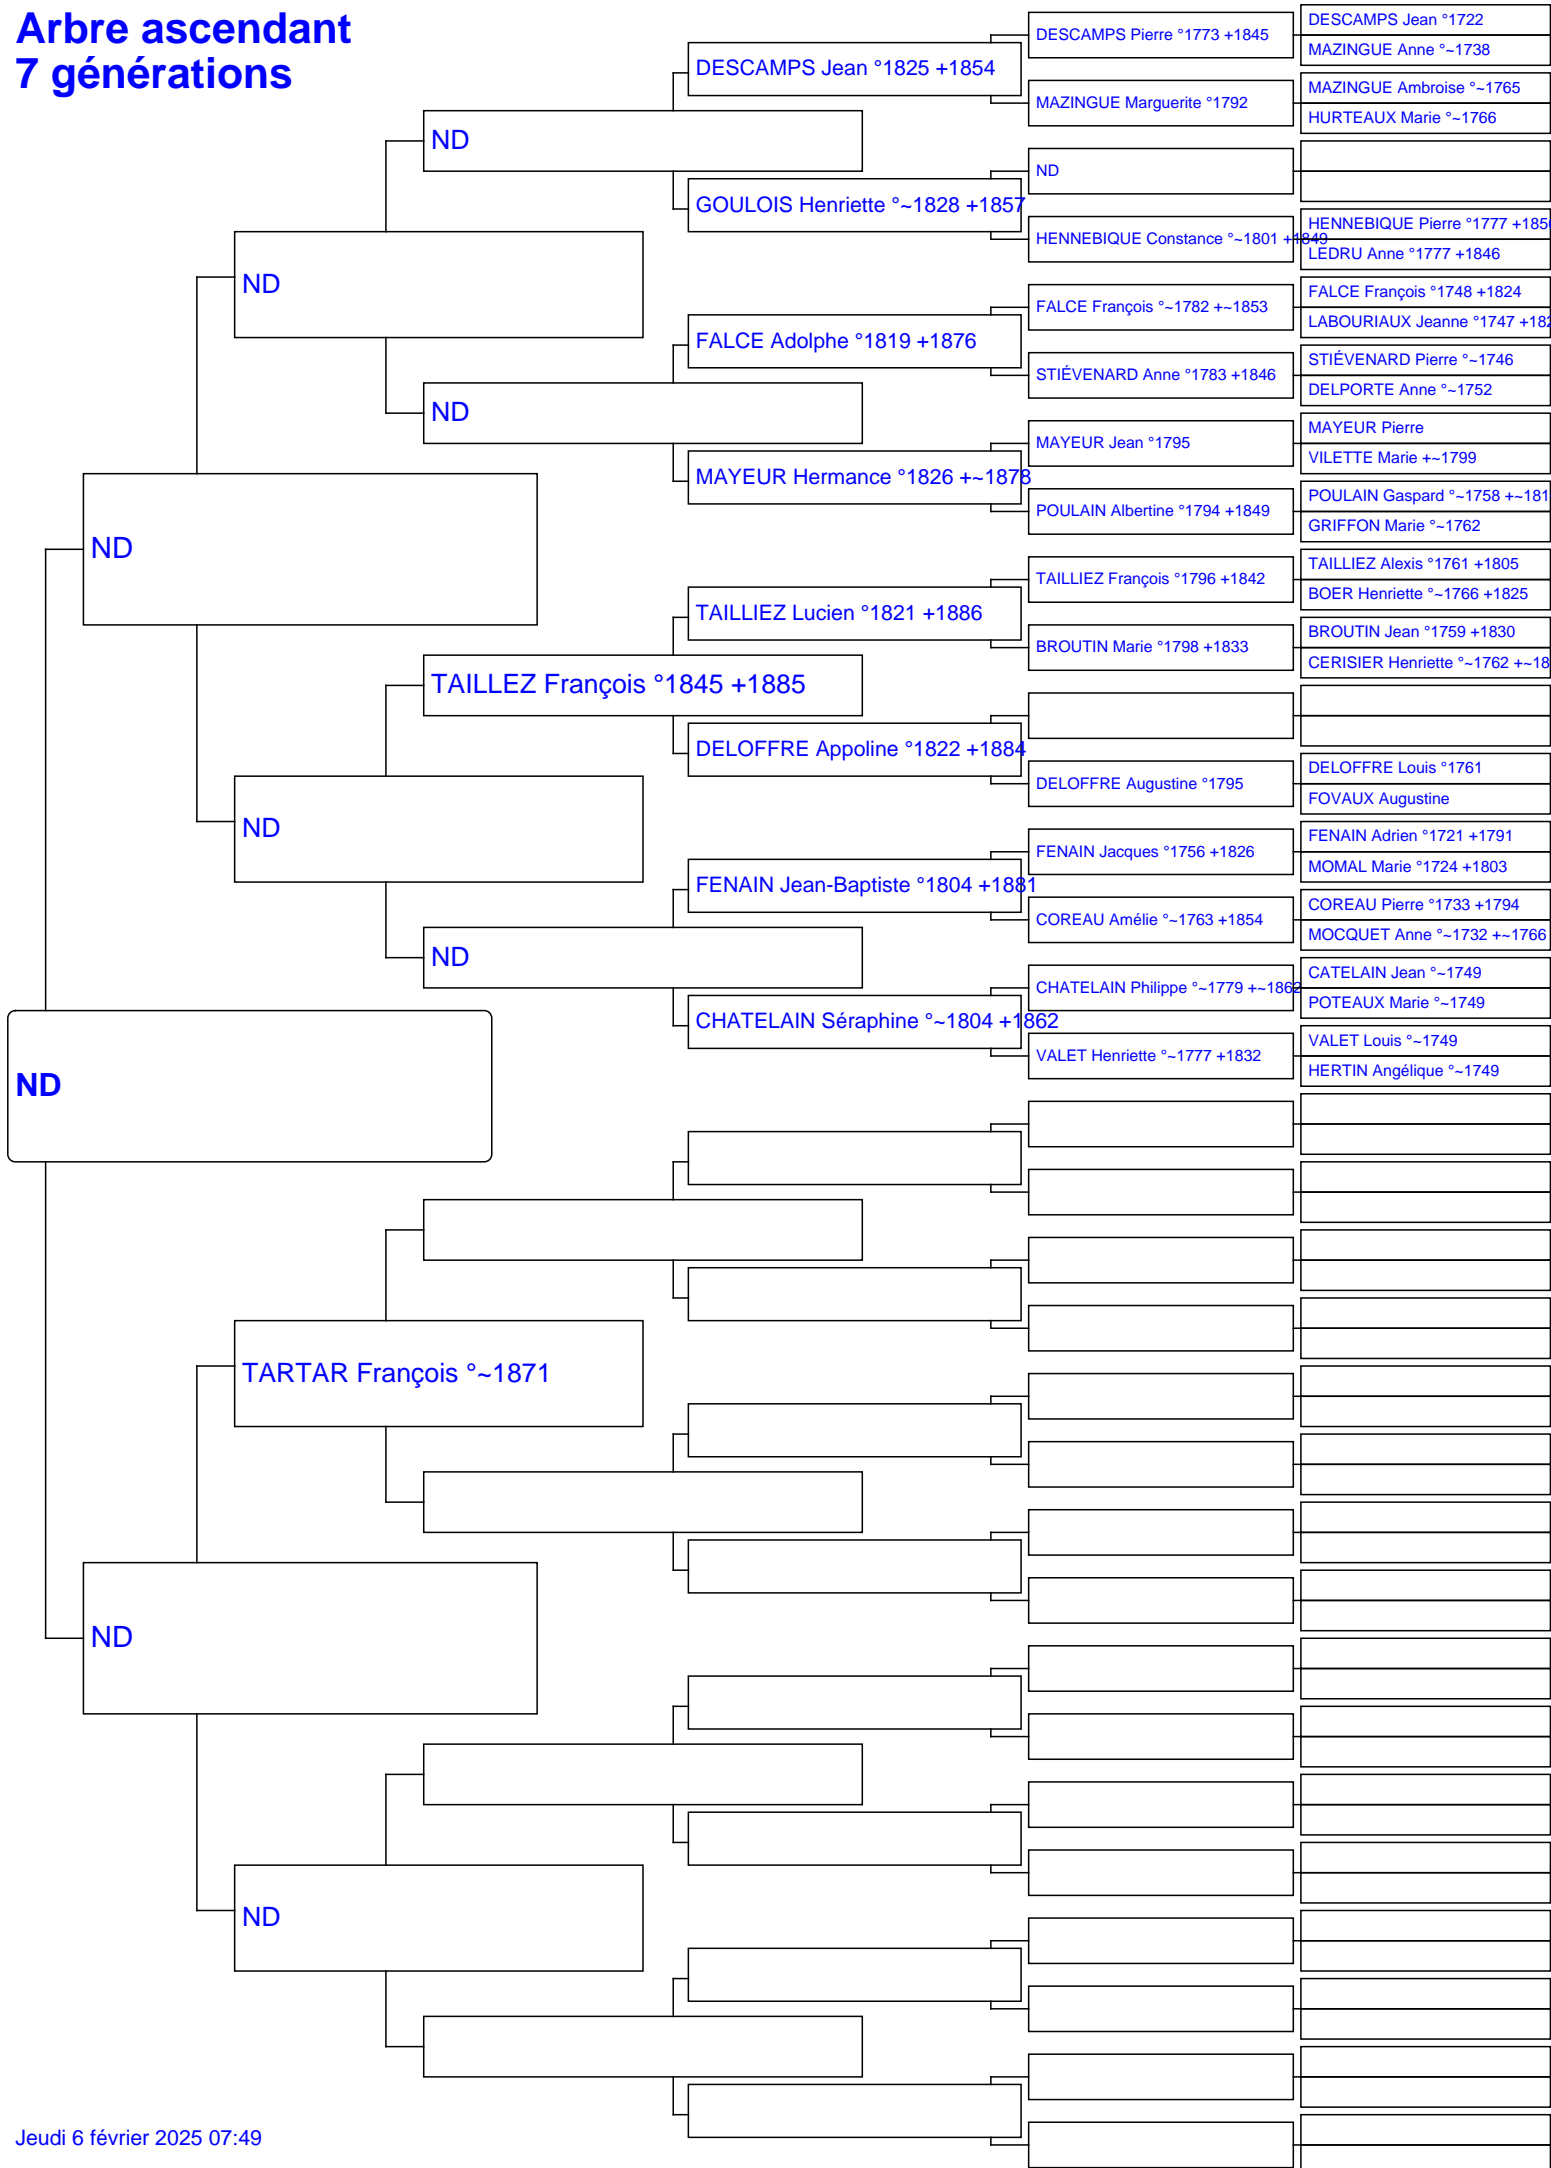 Arbre ascendant
7 générations
DESCAMPS Jean °1722
DESCAMPS Pierre °1773 +1845
MAZINGUE Anne °~1738
DESCAMPS Jean °1825 +1854
MAZINGUE Ambroise °~1765
MAZINGUE Marguerite °1792
HURTEAUX Marie °~1766
ND
ND
GOULOIS Henriette °~1828 +1857
HENNEBIQUE Pierre °1777 +185
HENNEBIQUE Constance °~1801 +1849
LEDRU Anne °1777 +1846
ND
FALCE François °1748 +1824
FALCE François °~1782 +~1853
LABOURIAUX Jeanne °1747 +182
FALCE Adolphe °1819 +1876
STIÉVENARD Pierre °~1746
STIÉVENARD Anne °1783 +1846
DELPORTE Anne °~1752
ND
MAYEUR Pierre
MAYEUR Jean °1795
VILETTE Marie +~1799
MAYEUR Hermance °1826 +~1878
POULAIN Gaspard °~1758 +~181
POULAIN Albertine °1794 +1849
GRIFFON Marie °~1762
ND
TAILLIEZ Alexis °1761 +1805
TAILLIEZ François °1796 +1842
BOER Henriette °~1766 +1825
TAILLIEZ Lucien °1821 +1886
BROUTIN Jean °1759 +1830
BROUTIN Marie °1798 +1833
CERISIER Henriette °~1762 +~18
TAILLEZ François °1845 +1885
DELOFFRE Appoline °1822 +1884
DELOFFRE Louis °1761
DELOFFRE Augustine °1795
FOVAUX Augustine
ND
FENAIN Adrien °1721 +1791
FENAIN Jacques °1756 +1826
MOMAL Marie °1724 +1803
FENAIN Jean-Baptiste °1804 +1881
COREAU Pierre °1733 +1794
COREAU Amélie °~1763 +1854
MOCQUET Anne °~1732 +~1766
ND
CATELAIN Jean °~1749
CHATELAIN Philippe °~1779 +~1862
POTEAUX Marie °~1749
CHATELAIN Séraphine °~1804 +1862
VALET Louis °~1749
VALET Henriette °~1777 +1832
HERTIN Angélique °~1749
ND
TARTAR François °~1871
ND
ND
Jeudi 6 février 2025 07:49